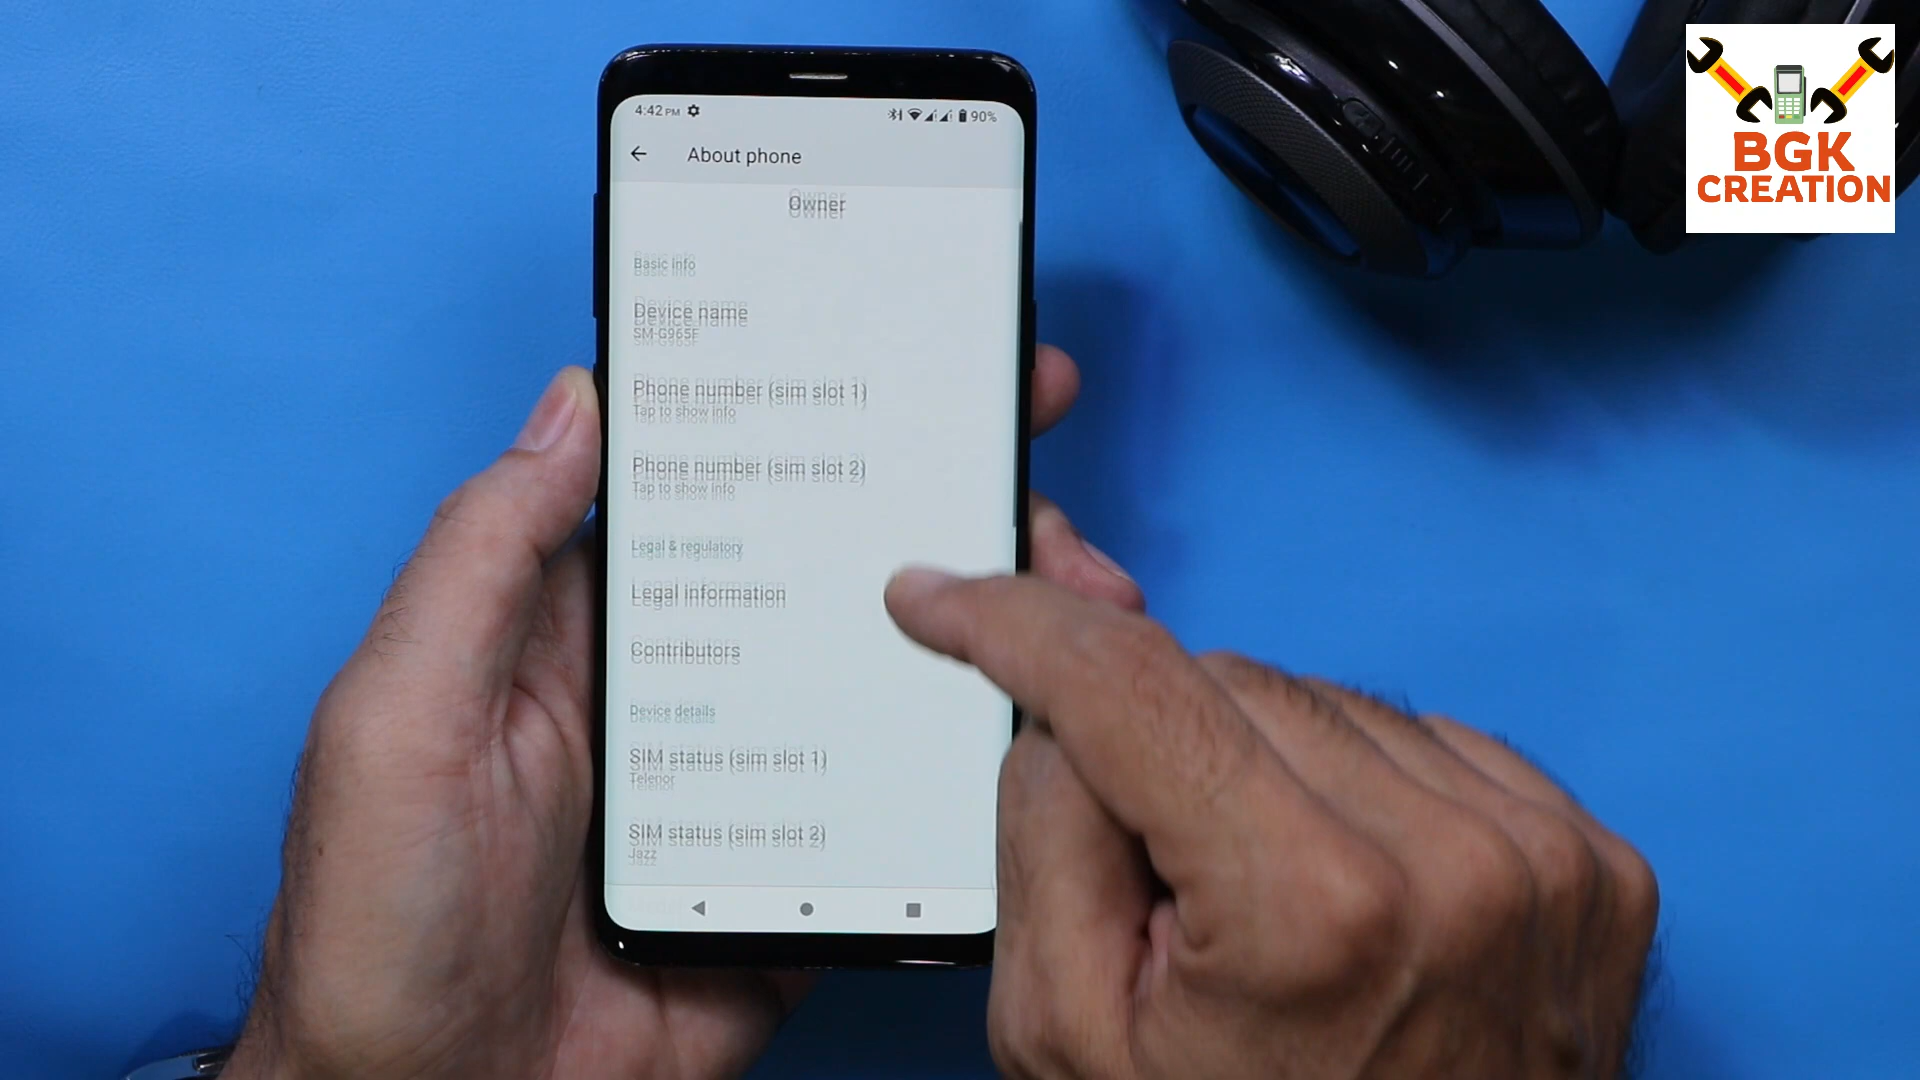 4:42 PM
90%
About phone
Owner
Basic info
Device name
SM-G965F
Phone number (sim slot 1)
Tap to show info
Phone number (sim slot 2)
Tap to show info
Legal & regulatory
Legal information
Contributors
Device details
SIM status (sim slot 1)
Telenor
SIM status (sim slot 2)
Jazz
BGK
CREATION